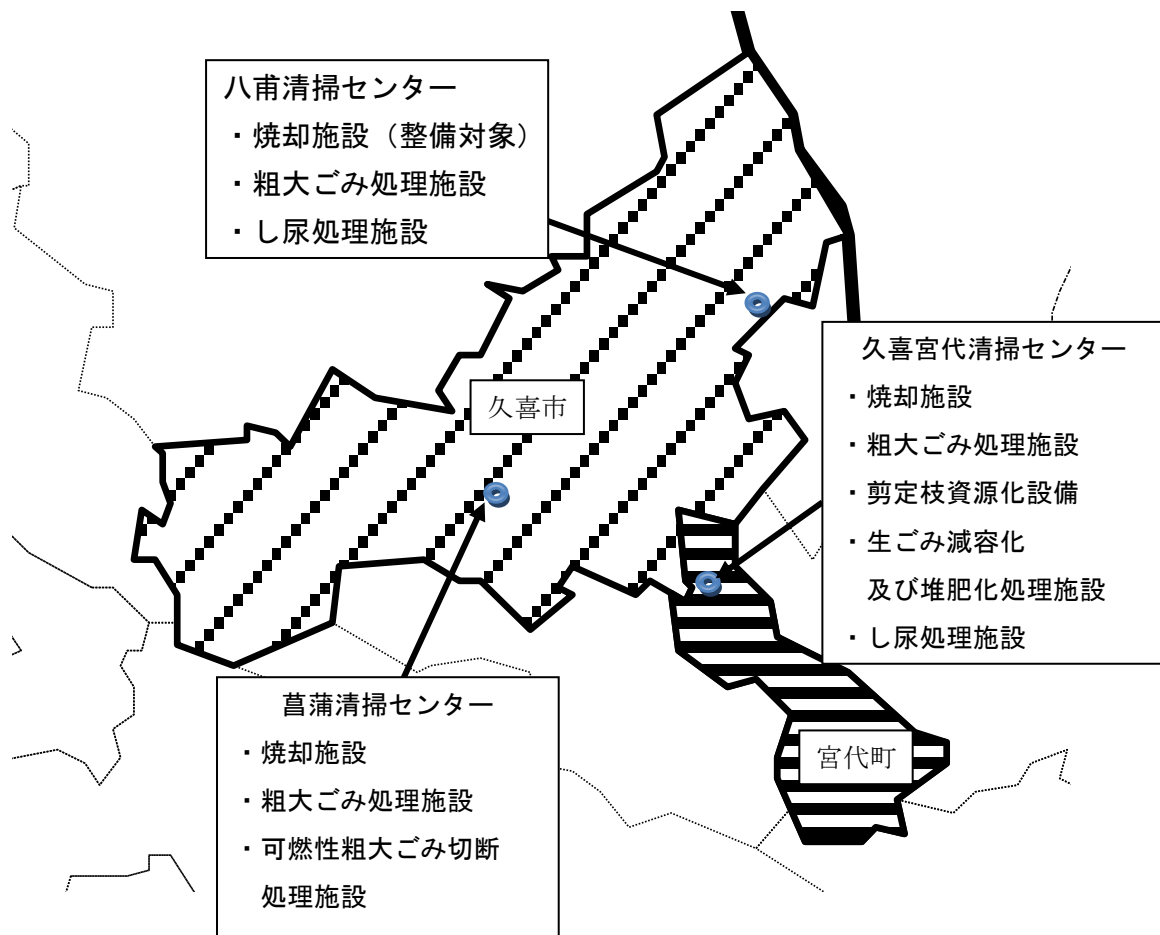 八甫清掃センター
・焼却施設（整備対象）
・粗大ごみ処理施設
・し尿処理施設
久喜市
久喜宮代清掃センター
・焼却施設
・粗大ごみ処理施設
・剪定枝資源化設備
・生ごみ減容化
及び堆肥化処理施設
・し尿処理施設
菖蒲清掃センター
・焼却施設
・粗大ごみ処理施設
・可燃性粗大ごみ切断
処理施設
宮代町